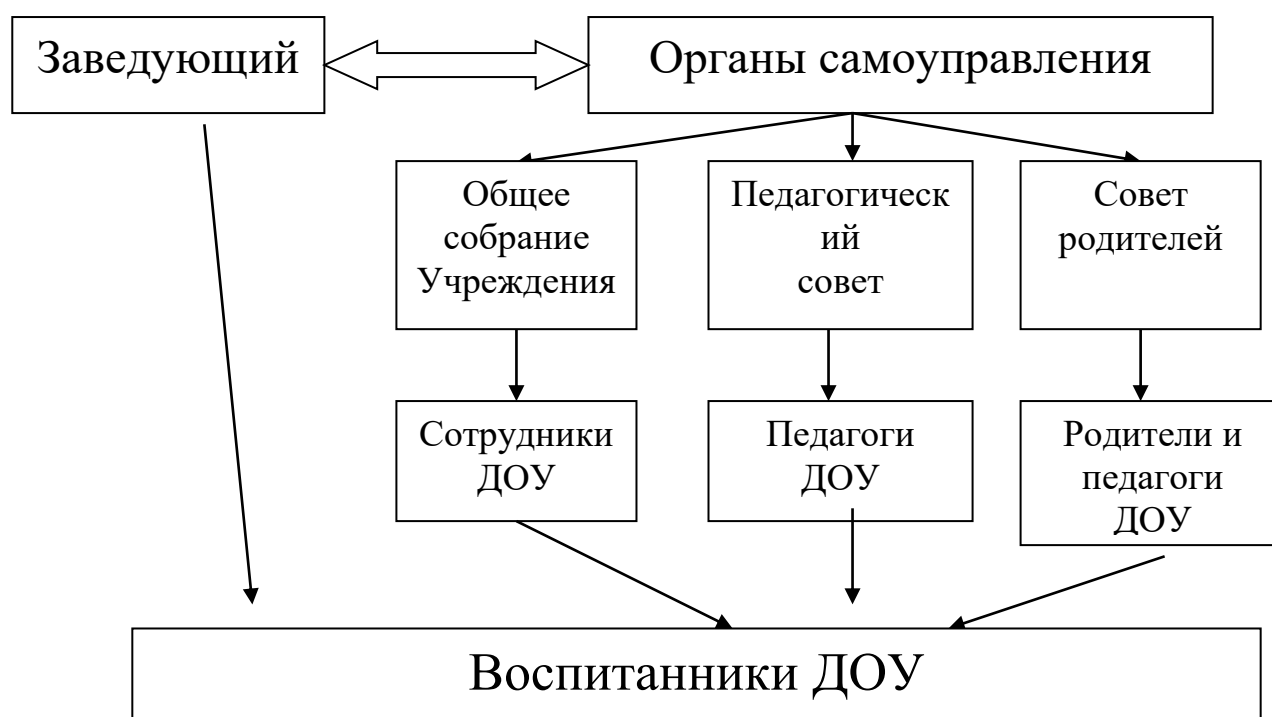 Заведующий
Органы самоуправления
Общее
собрание
Учреждения
Педагогическ
ий
совет
Совет
родителей
Сотрудники
ДОУ
Педагоги
ДОУ
Родители и
педагоги
ДОУ
Воспитанники ДОУ